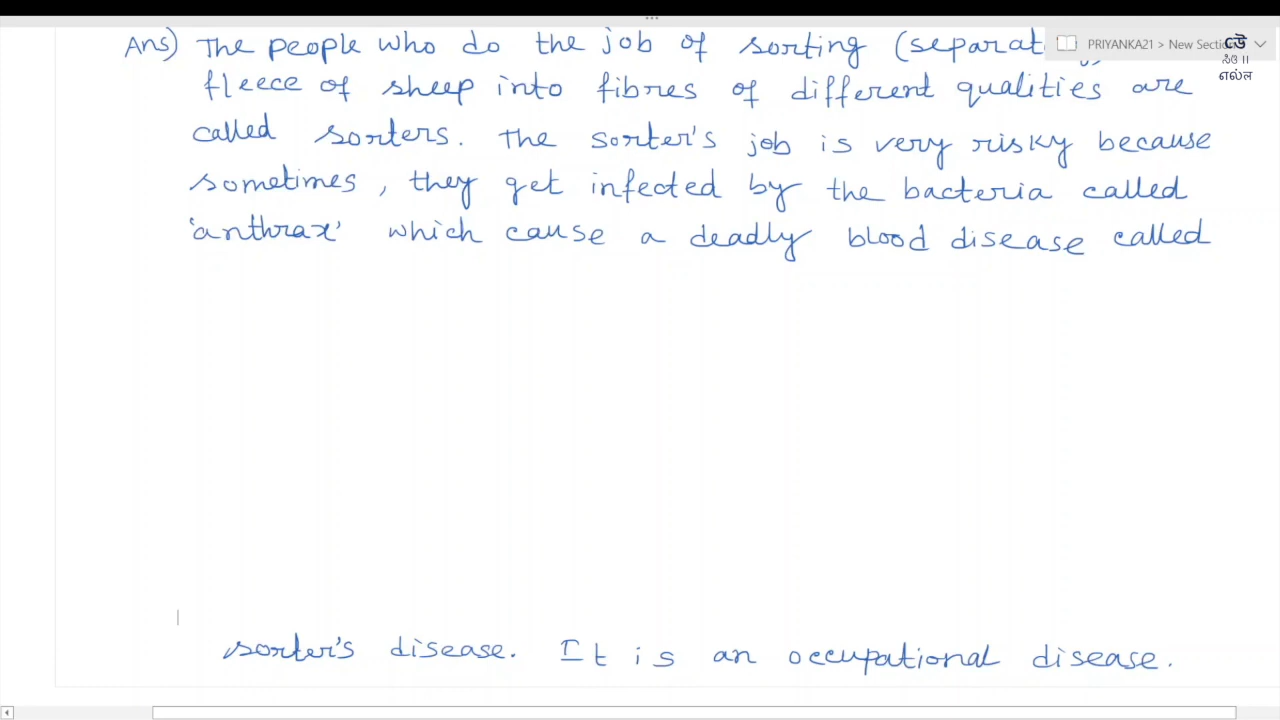 Ans) The people who do the job of sorting
PRIYANKA21 > New Section
fleece of sheep into fibres of different qualities are
called sorters. The sorter's job is very risky because
sometimes, they get infected by the bacteria called
'anthrax' which cause a deadly blood disease called
sorter's disease. It is an occupational disease.